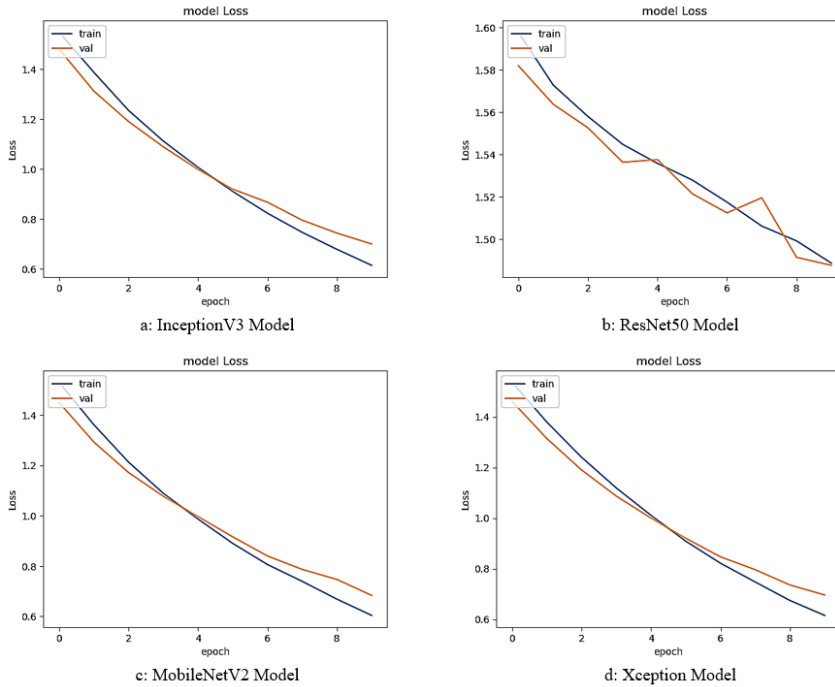 model Loss
train
val
1.4
1.2
1.0
0.8
0.6
Loss
0
2
4
6
8
epoch
a: InceptionV3 Model
model Loss
train
val
1.60
1.58
1.56
1.54
1.52
1.50
Loss
0
2
4
6
8
epoch
b: ResNet50 Model
model Loss
train
val
1.4
1.2
1.0
0.8
0.6
Loss
0
2
4
6
8
epoch
c: MobileNetV2 Model
model Loss
train
val
1.4
1.2
1.0
0.8
0.6
Loss
0
2
4
6
8
epoch
d: Xception Model